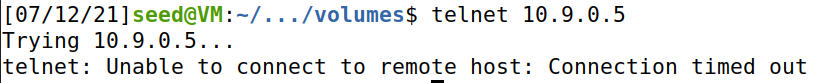 [07/12/21]seed@VM:~/.../volumes$ telnet 10.9.0.5
Trying 10.9.0.5...
telnet: Unable to connect to remote host: Connection timed out